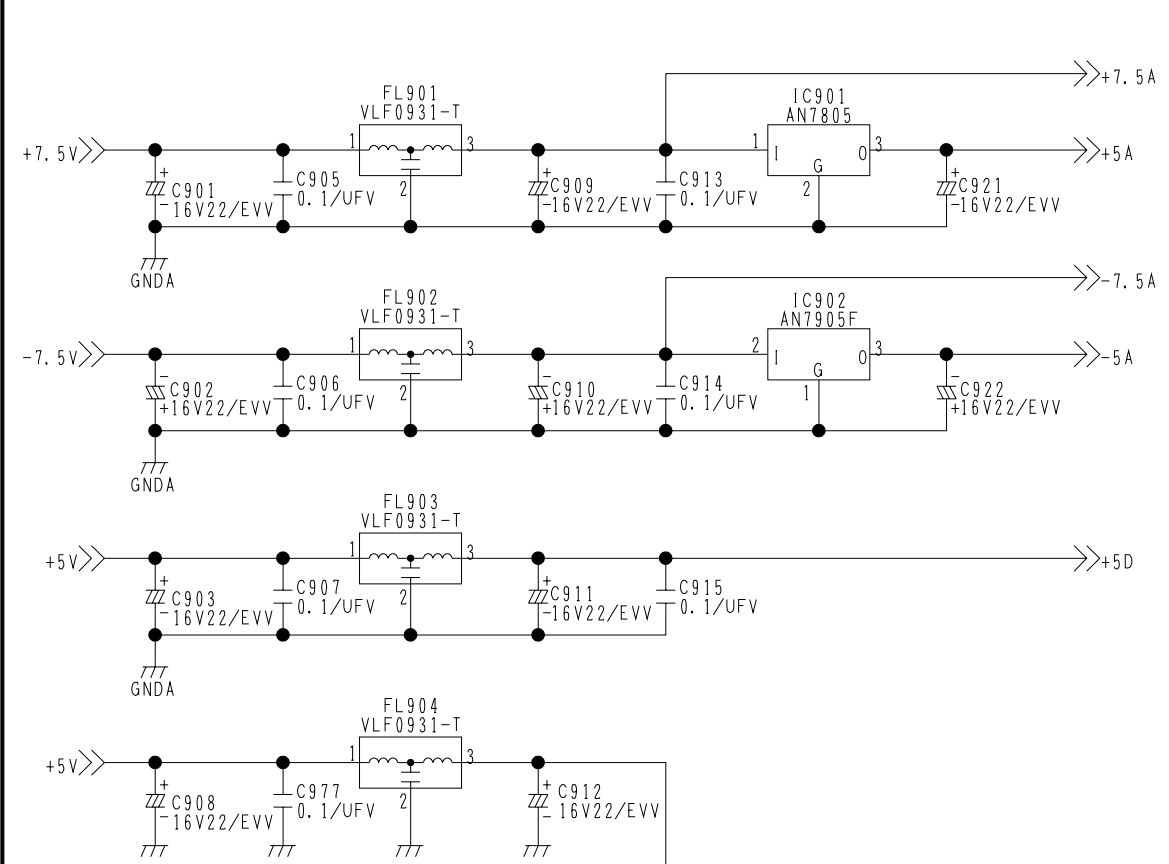 +7.5A
FL901
VLF0931-T
IC901
AN7805
+7.5V
1
3
1
I
O
3
+5A
G
2
2
+
C901
-16V22/EVV
C905
0.1/UFV
+
C909
-16V22/EVV
C913
0.1/UFV
+
C921
-16V22/EVV
GNDA
-7.5A
FL902
VLF0931-T
IC902
AN7905F
-7.5V
1
3
2
I
O
3
-5A
G
2
1
-
C902
+16V22/EVV
C906
0.1/UFV
-
C910
+16V22/EVV
C914
0.1/UFV
-
C922
+16V22/EVV
GNDA
FL903
VLF0931-T
+5V
1
3
+5D
2
+
C903
-16V22/EVV
C907
0.1/UFV
+
C911
-16V22/EVV
C915
0.1/UFV
GNDA
FL904
VLF0931-T
+5V
1
3
2
+
C908
-16V22/EVV
C977
0.1/UFV
+
C912
- 16V22/EVV